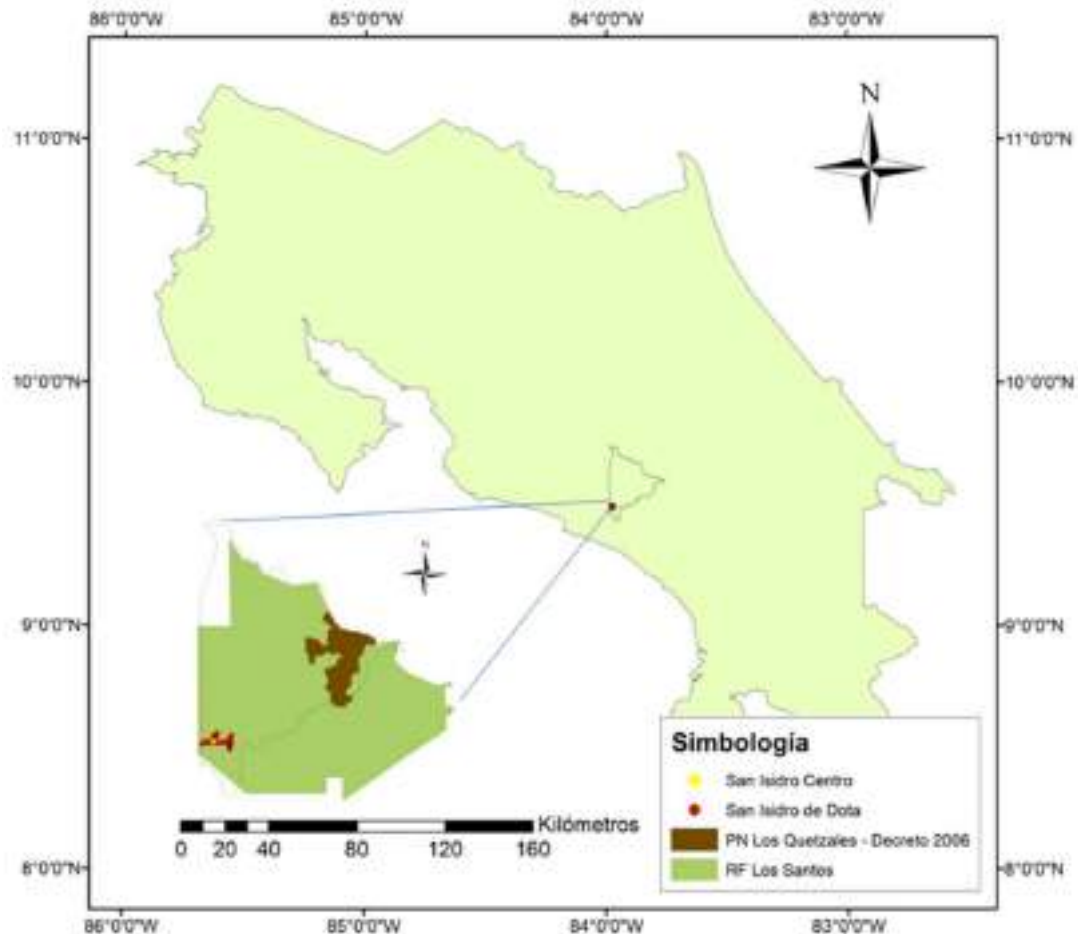 86°0'0"W 85°0'0"W 84°0'0"W 83°0'0"W
N
11°0'0"N 11°0'0"N
10°0'0"N 10°0'0"N
N
9°0'0"N 9°0'0"N
Simbología
San Isidro Centro
San Isidro de Dota
PN Los Quetzales - Decreto 2006
RF Los Santos
Kilómetros
0 20 40 80 120 160
8°0'0"N 8°0'0"N
86°0'0"W 85°0'0"W 84°0'0"W 83°0'0"W